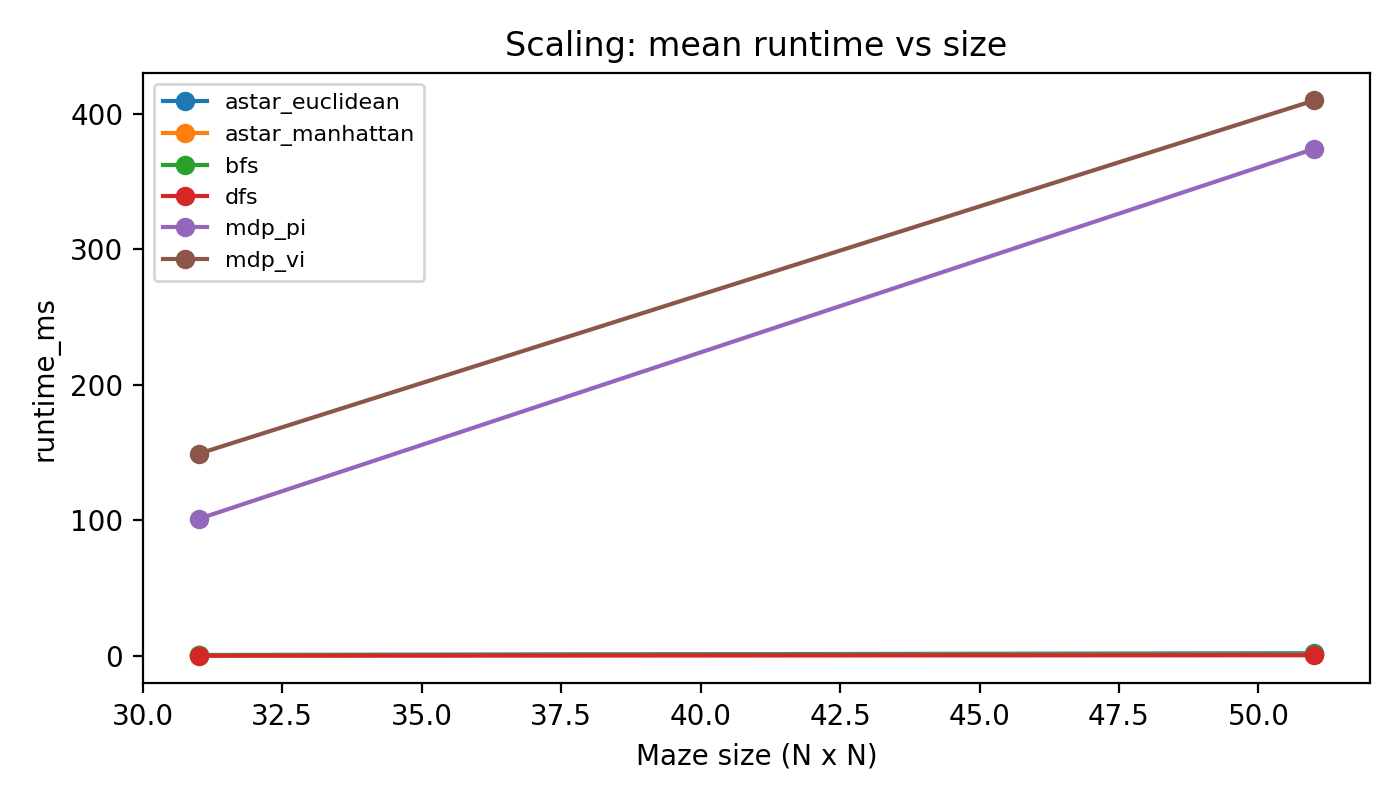 Scaling: mean runtime vs size
astar_euclidean
astar_manhattan
bfs
dfs
mdp_pi
mdp_vi
runtime_ms
400
300
200
100
0
30.0 32.5 35.0 37.5 40.0 42.5 45.0 47.5 50.0
Maze size (N x N)